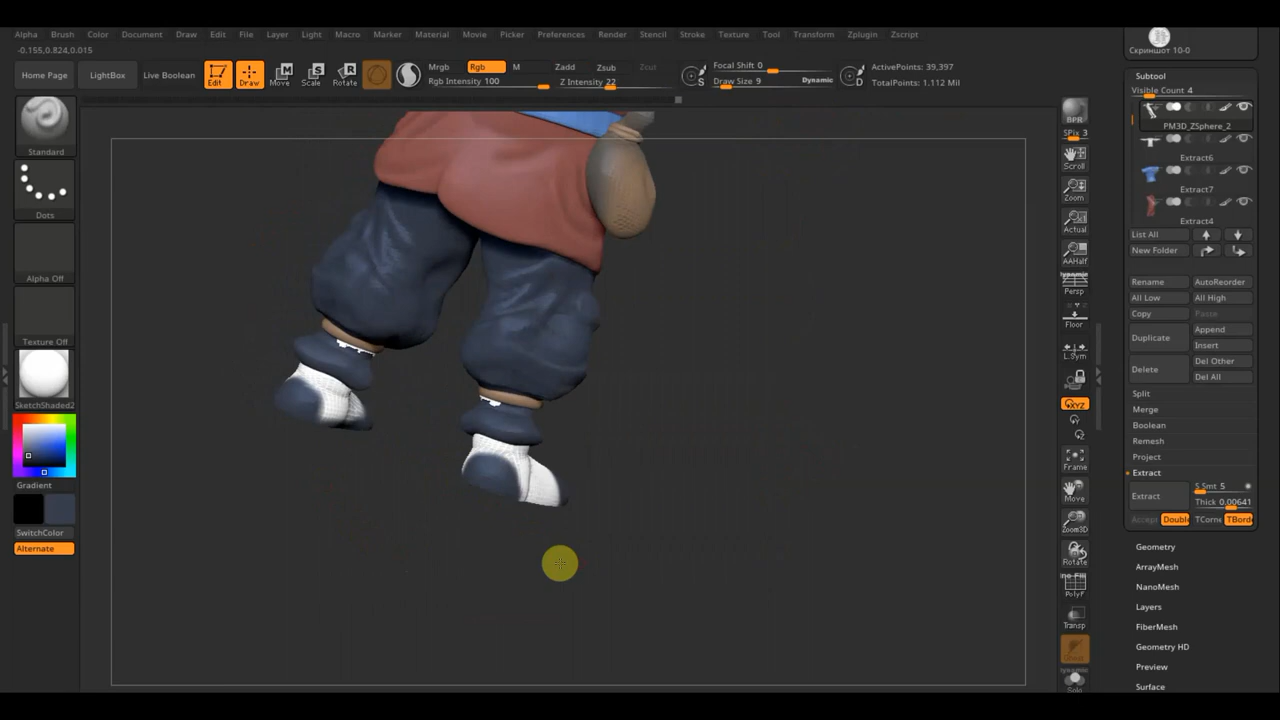 Alpha Brush Color Document Draw Edit File Layer Light Macro Marker Material Movie Picker Preferences Render Stencil Stroke Texture Tool Transform Zplugin Zscript
-0.155,0.824,0.015
Home Page
LightBox
Live Boolean
Edit
Draw
Move
Scale
Rotate
Mrgb
Rgb
M
Rgb Intensity 100
Zadd
Zsub
Zcut
Z Intensity 22
S
Focal Shift 0
Draw Size 9
Dynamic
D
ActivePoints: 39,397
TotalPoints: 1.112 Mil
Standard
Dots
Alpha Off
Texture Off
SketchShaded2
Gradient
SwitchColor
Alternate
BPR
SPix 3
Scroll
Zoom
Actual
AAHalf
Persp
Floor
L.Sym
XYZ
Frame
Move
Zoom3D
Rotate
PolyF
Transp
Solo
Скриншот 10-0
Subtool
Visible Count 4
PM3D_ZSphere_2
Extract6
Extract7
Extract4
List All
New Folder
Rename AutoReorder
All Low All High
Copy Paste
Duplicate
Append
Insert
Delete
Del Other
Del All
Split
Merge
Boolean
Remesh
Project
Extract
Extract
S Smt 5
Thick 0.00641
Accept Double TCorne TBorde
Geometry
ArrayMesh
NanoMesh
Layers
FiberMesh
Geometry HD
Preview
Surface